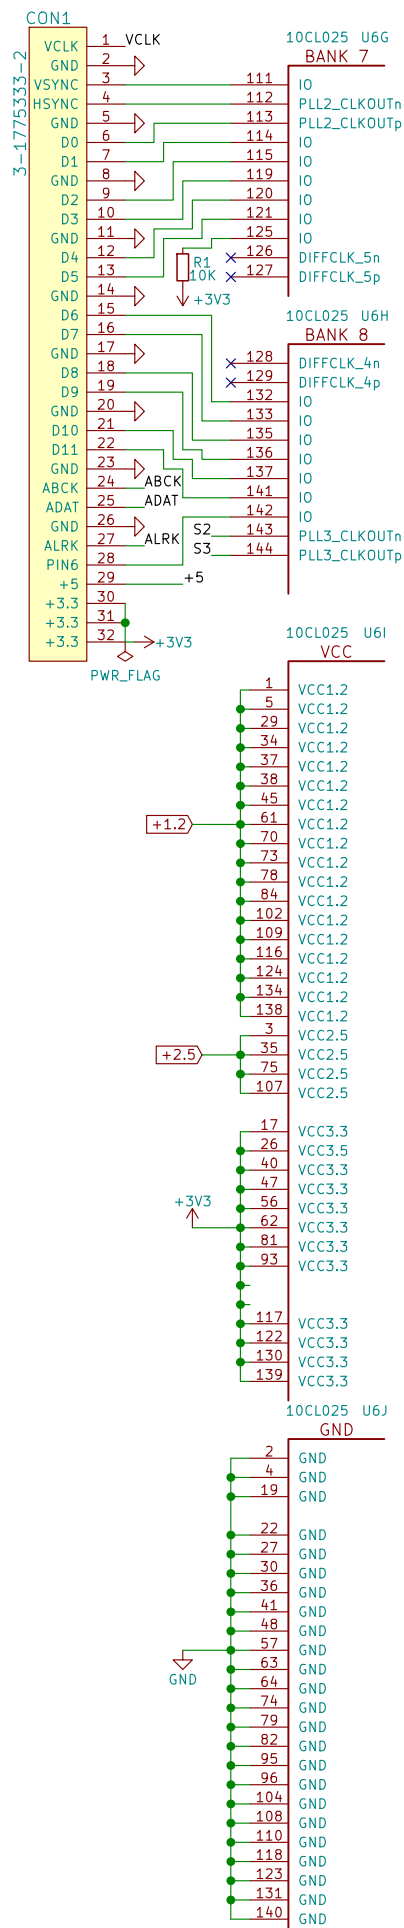 CON1
3-1775333-2
VCLK 1 VCLK
GND 2
VSYNC 3
HSYNC 4
GND 5
D0 6
D1 7
GND 8
D2 9
D3 10
GND 11
D4 12
D5 13
GND 14
D6 15
D7 16
GND 17
D8 18
D9 19
GND 20
D10 21
D11 22
GND 23
ABCK 24 ABCK
ADAT 25 ADAT
GND 26
ALRK 27 ALRK
PIN6 28
+5 29 +5
+3.3 30
+3.3 31
+3.3 32 +3V3
PWR_FLAG
10CL025 U6G
BANK 7
111 IO
112 PLL2_CLKOUTn
113 PLL2_CLKOUTp
114 IO
115 IO
119 IO
120 IO
121 IO
125 IO
126 DIFFCLK_5n
127 DIFFCLK_5p
R1
10K
+3V3
10CL025 U6H
BANK 8
128 DIFFCLK_4n
129 DIFFCLK_4p
132 IO
133 IO
135 IO
136 IO
137 IO
141 IO
142 IO
S2 143 PLL3_CLKOUTn
S3 144 PLL3_CLKOUTp
10CL025 U6I
VCC
1 VCC1.2
5 VCC1.2
29 VCC1.2
34 VCC1.2
37 VCC1.2
38 VCC1.2
45 VCC1.2
+1.2 61 VCC1.2
70 VCC1.2
73 VCC1.2
78 VCC1.2
84 VCC1.2
102 VCC1.2
109 VCC1.2
116 VCC1.2
124 VCC1.2
134 VCC1.2
138 VCC1.2
3 VCC2.5
+2.5 35 VCC2.5
75 VCC2.5
107 VCC2.5
17 VCC3.3
26 VCC3.5
40 VCC3.3
47 VCC3.3
+3V3
56 VCC3.3
62 VCC3.3
81 VCC3.3
93 VCC3.3
117 VCC3.3
122 VCC3.3
130 VCC3.3
139 VCC3.3
10CL025 U6J
GND
2 GND
4 GND
19 GND
22 GND
27 GND
30 GND
36 GND
41 GND
48 GND
57 GND
GND
63 GND
64 GND
74 GND
79 GND
82 GND
95 GND
96 GND
104 GND
108 GND
110 GND
118 GND
123 GND
131 GND
140 GND